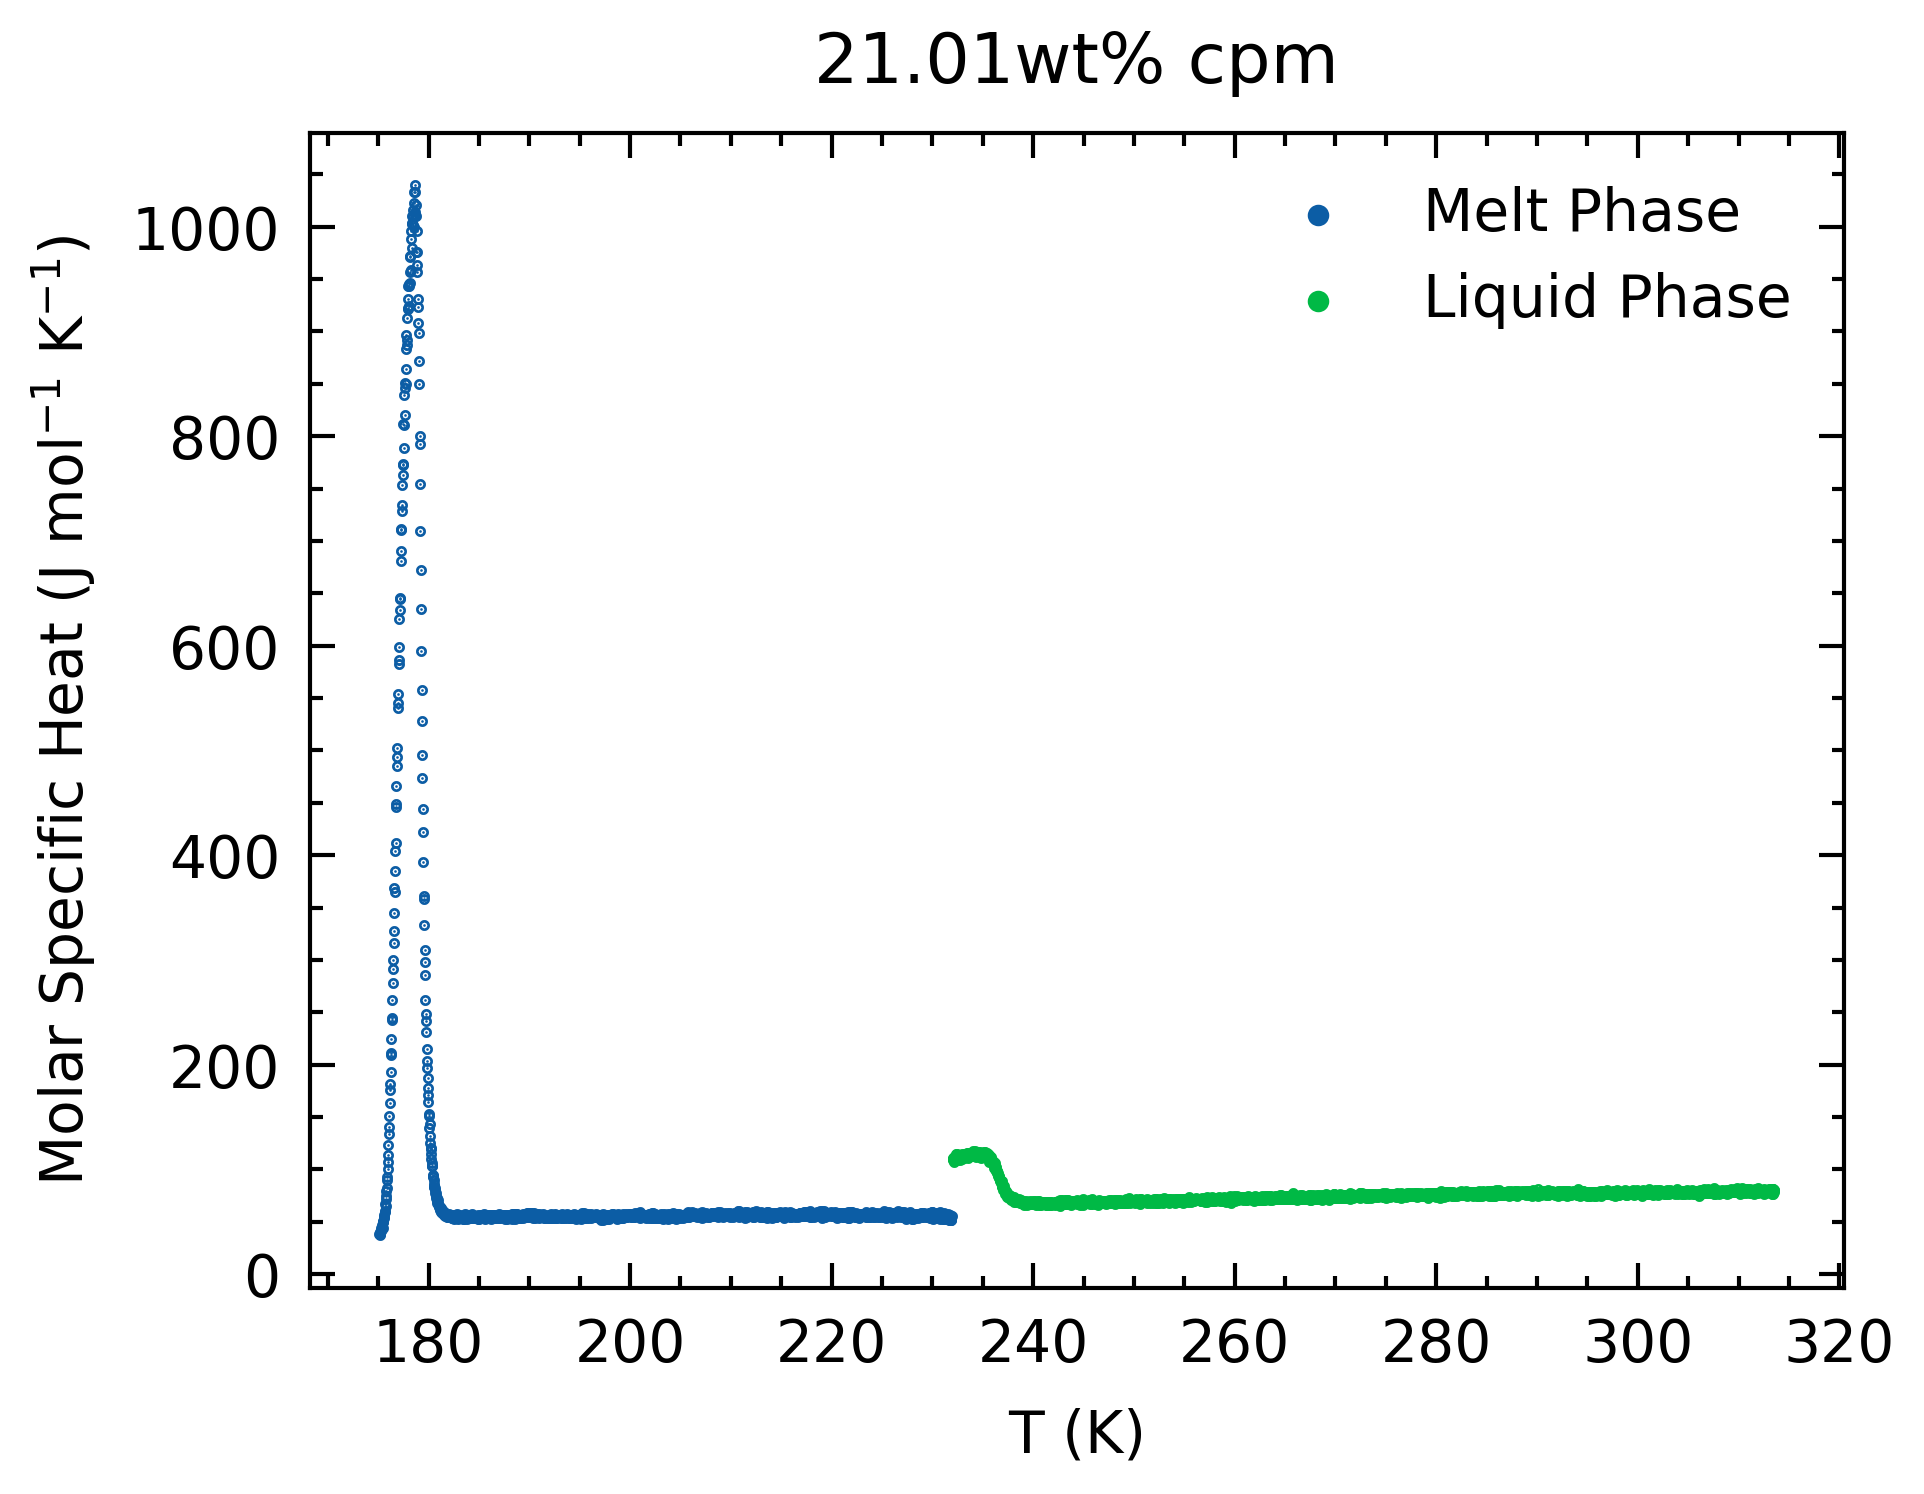 21.01wt% cpm
Molar Specific Heat (J mol⁻¹ K⁻¹)
1000
800
600
400
200
0
Melt Phase
Liquid Phase
180 200 220 240 260 280 300 320
T (K)